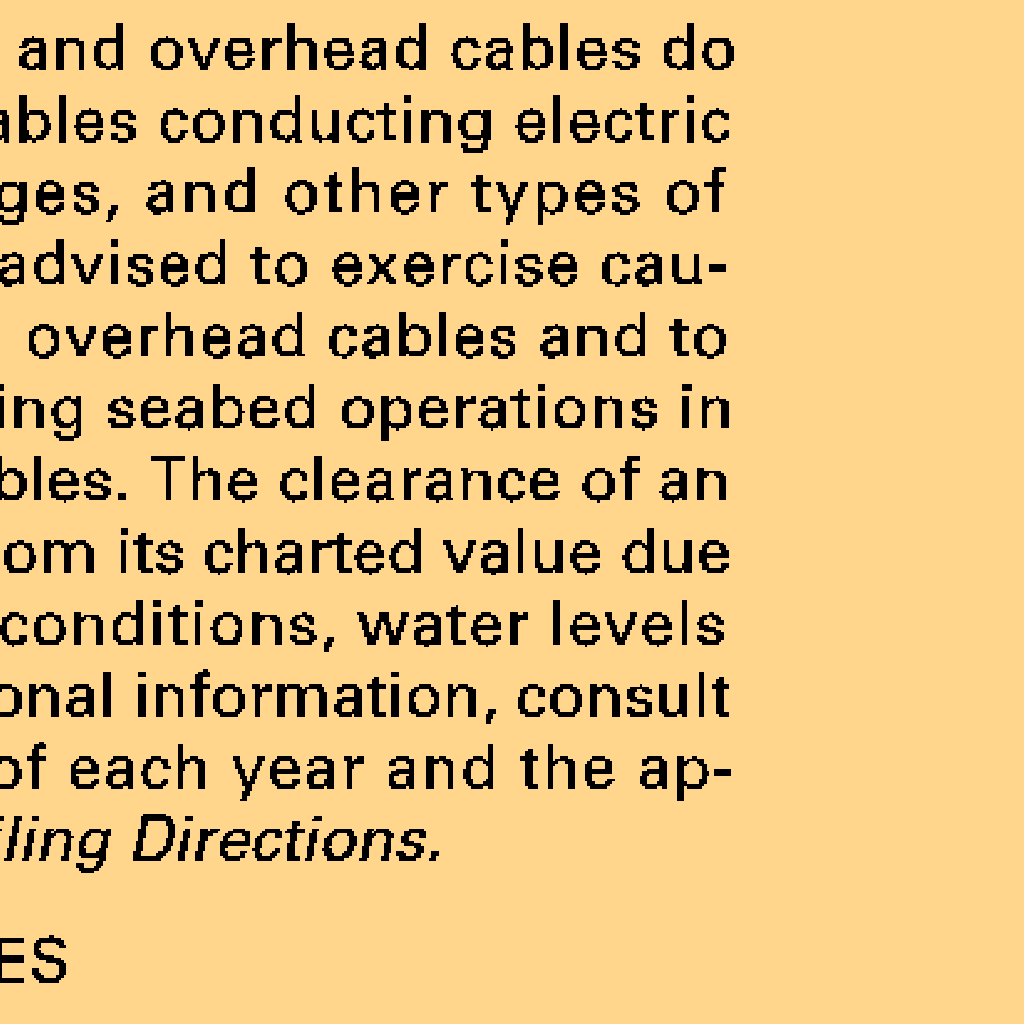 and overhead cables do
ables conducting electric
ges, and other types of
advised to exercise cau-
overhead cables and to
ing seabed operations in
bles. The clearance of an
om its charted value due
conditions, water levels
onal information, consult
of each year and the ap-
iling Directions.
ES